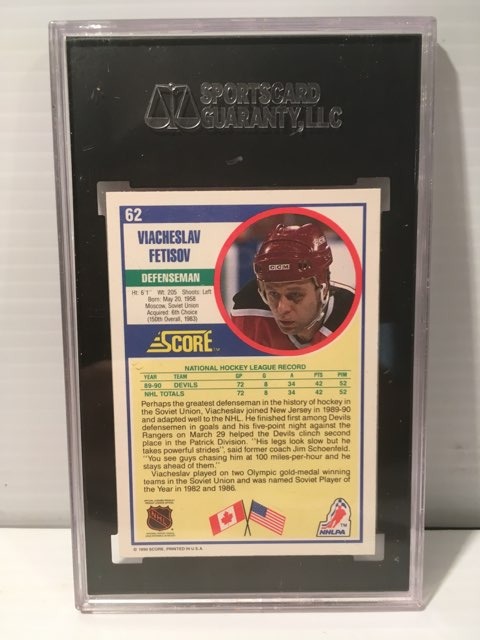 SPORTSCARD
GUARANTY, LLC
62
VIACHESLAV
FETISOV
DEFENSEMAN
Ht: 6'1" Wt: 205 Shoots: Left
Born: May 20, 1958
Moscow, Soviet Union
Acquired: 6th Choice
(150th Overall, 1983)
CCM
SCORE™
NATIONAL HOCKEY LEAGUE RECORD
YEAR TEAM GP G A PTS PIM
89-90 DEVILS 72 8 34 42 52
NHL TOTALS 72 8 34 42 52
Perhaps the greatest defenseman in the history of hockey in
the Soviet Union, Viacheslav joined New Jersey in 1989-90
and adapted well to the NHL. He finished first among Devils
defensemen in goals and his five-point night against the
Rangers on March 29 helped the Devils clinch second
place in the Patrick Division. "His legs look slow but he
takes powerful strides", said former coach Jim Schoenfeld.
"You see guys chasing him at 100 miles-per-hour and he
stays ahead of them."
Viacheslav played on two Olympic gold-medal winning
teams in the Soviet Union and was named Soviet Player of
the Year in 1982 and 1986.
NHL
TM
NHLPA
© 1990 SCORE, PRINTED IN U.S.A.